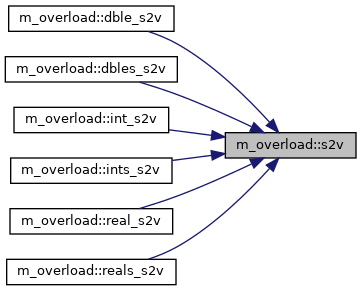 m_overload::dble_s2v
m_overload::dbles_s2v
m_overload::int_s2v
m_overload::s2v
m_overload::ints_s2v
m_overload::real_s2v
m_overload::reals_s2v